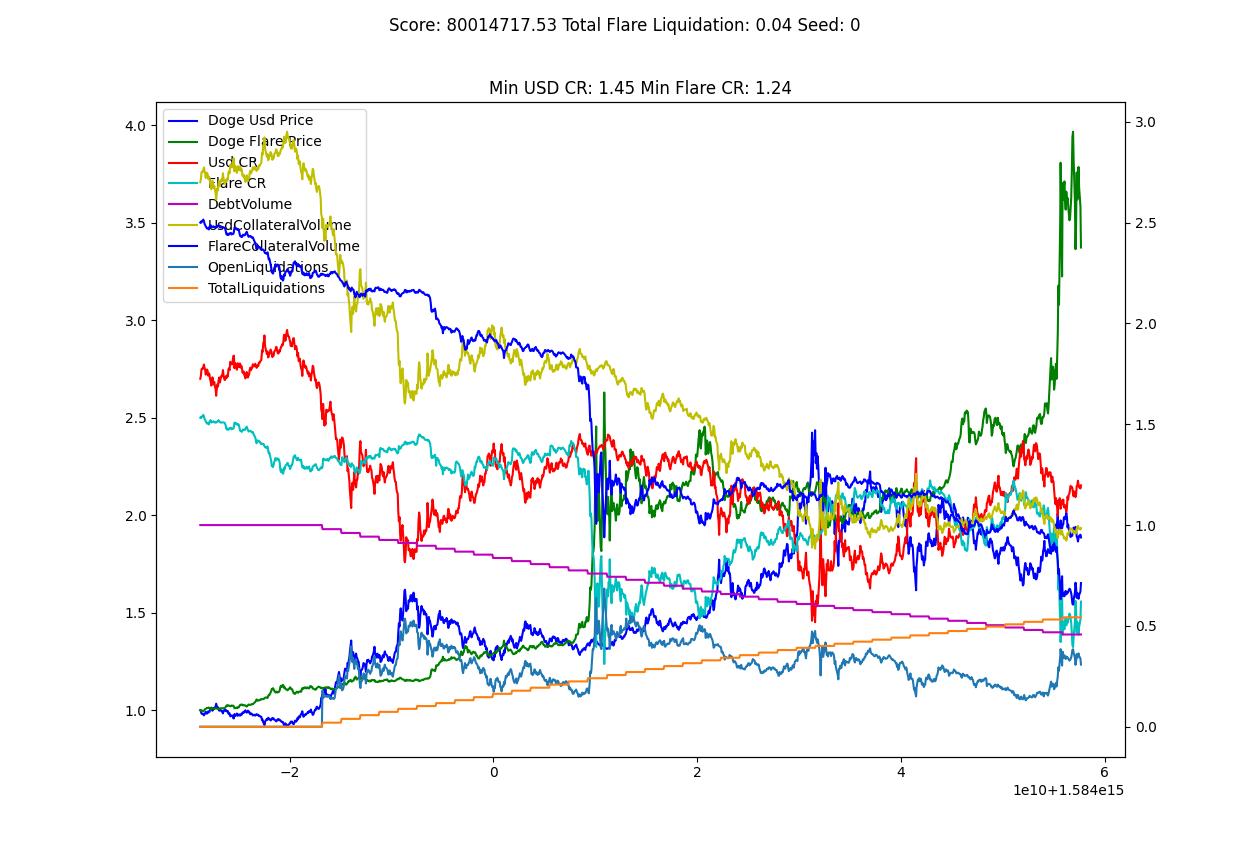 Score: 80014717.53 Total Flare Liquidation: 0.04 Seed: 0
Min USD CR: 1.45 Min Flare CR: 1.24
Doge Usd Price
Doge Flare Price
Usd CR
Flare CR
DebtVolume
UsdCollateralVolume
FlareCollateralVolume
OpenLiquidations
TotalLiquidations
4.0
3.5
3.0
2.5
2.0
1.5
1.0
3.0
2.5
2.0
1.5
1.0
0.5
0.0
−2
0
2
4
6
1e10+1.584e15